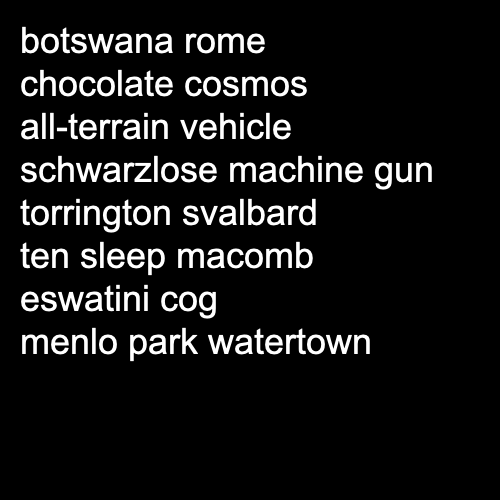 botswana rome
chocolate cosmos
all-terrain vehicle
schwarzlose machine gun
torrington svalbard
ten sleep macomb
eswatini cog
menlo park watertown